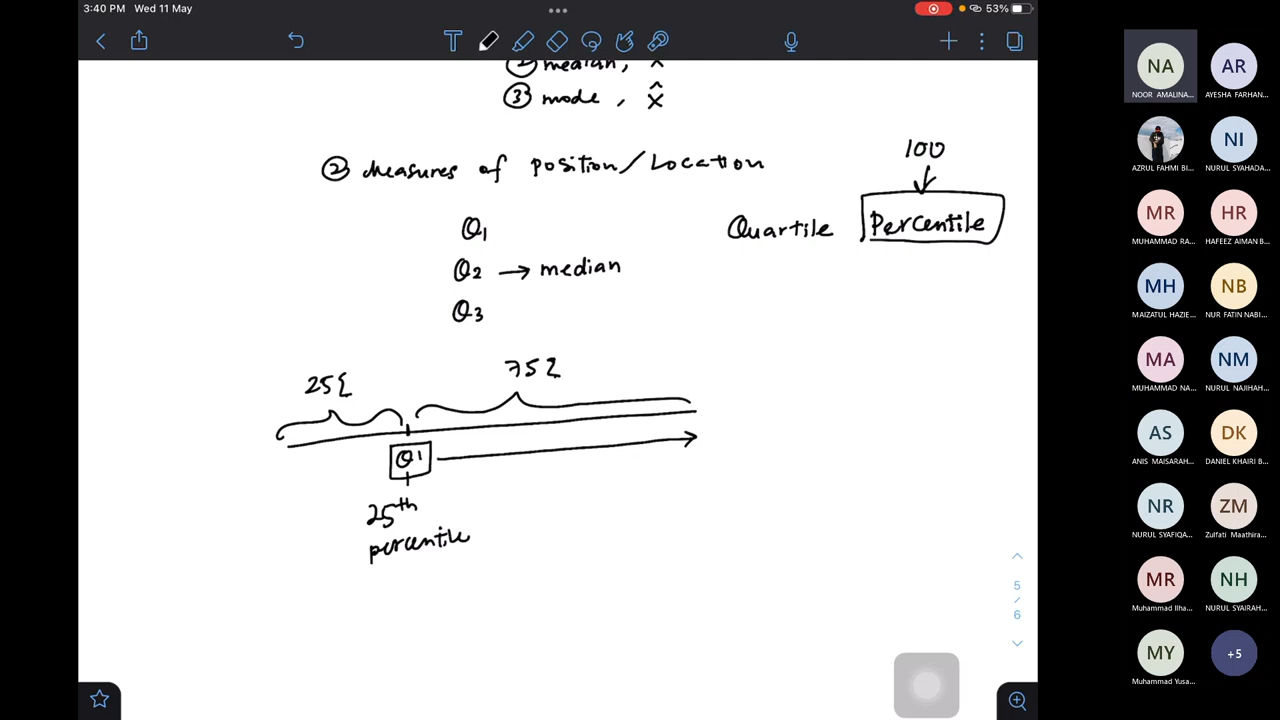 3:40 PM Wed 11 May
53%
② median,
③ mode , x̂
② Measures of position/Location
100
Quartile Percentile
Q1
Q2 → median
Q3
25%
75%
Q1
25th
percentile
5
/
6
NA
NOOR AMALINA...
AR
AYESHA FARHAN...
AZRUL FAHMI BI...
NI
NURUL SYAHADA...
MR
MUHAMMAD RA...
HR
HAFEEZ AIMAN B...
MH
MAIZATUL HAZIE...
NB
NUR FATIN NABI...
MA
MUHAMMAD NA...
NM
NURUL NAJIHAH...
AS
ANIS MAISARAH...
DK
DANIEL KHAIRI B...
NR
NURUL SYAFIQA...
ZM
Zulfati Maathira...
MR
Muhammad Ilha...
NH
NURUL SYAIRAH...
MY
Muhammad Yusa...
+5